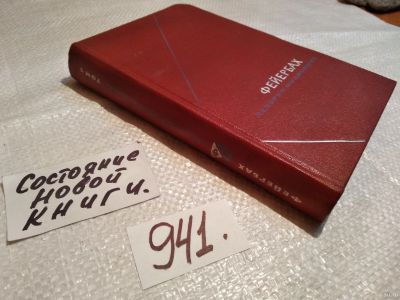 ФЕЙЕРБАХ
ФЕЙЕРБАХ
Состояние
новой
книги.
941.